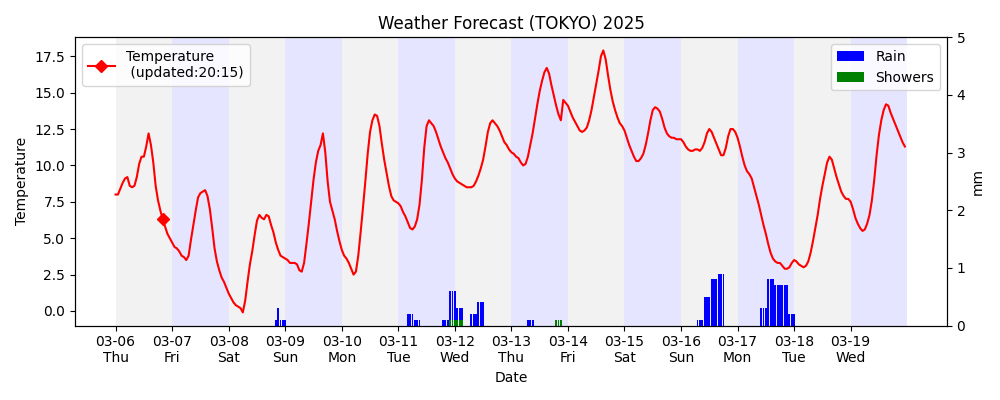 Weather Forecast (TOKYO) 2025
Temperature
(updated:20:15)
Rain
Showers
17.5
15.0
12.5
10.0
7.5
5.0
2.5
0.0
Temperature
5
4
3
2
1
0
mm
03-06 03-07 03-08 03-09 03-10 03-11 03-12 03-13 03-14 03-15 03-16 03-17 03-18 03-19
Thu Fri Sat Sun Mon Tue Wed Thu Fri Sat Sun Mon Tue Wed
Date